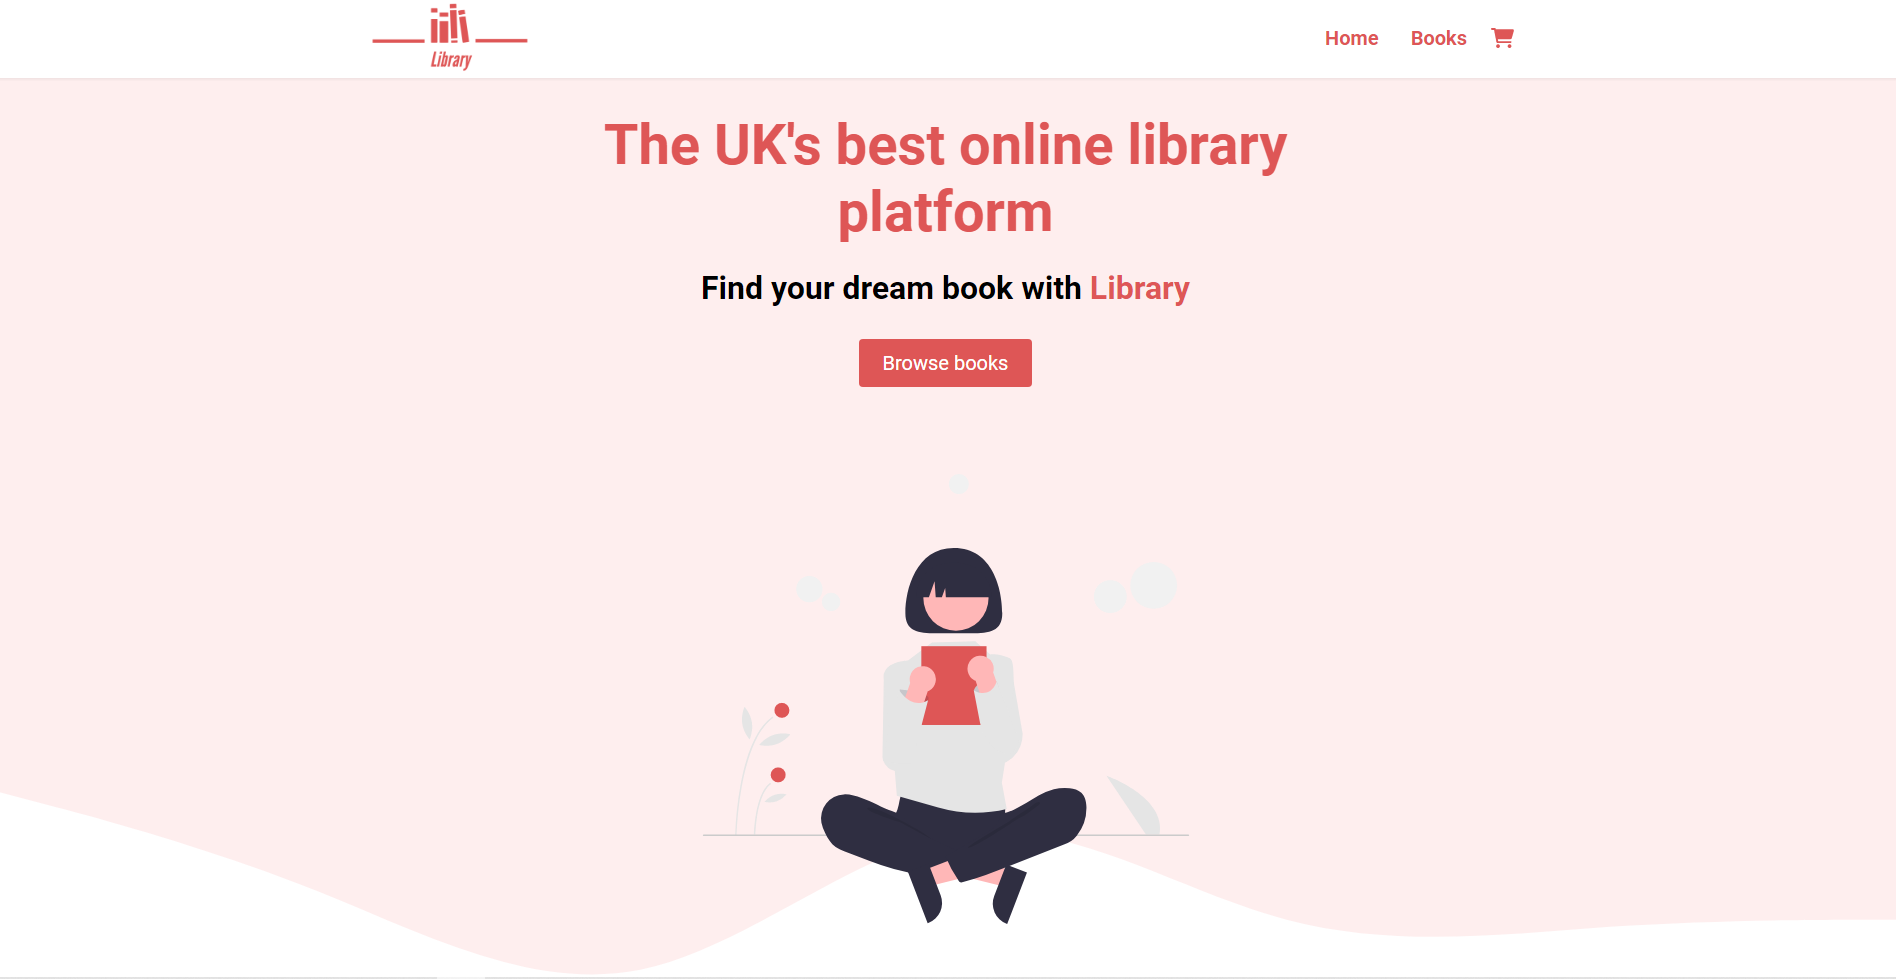 Library
Home Books
The UK's best online library
platform
Find your dream book with Library
Browse books